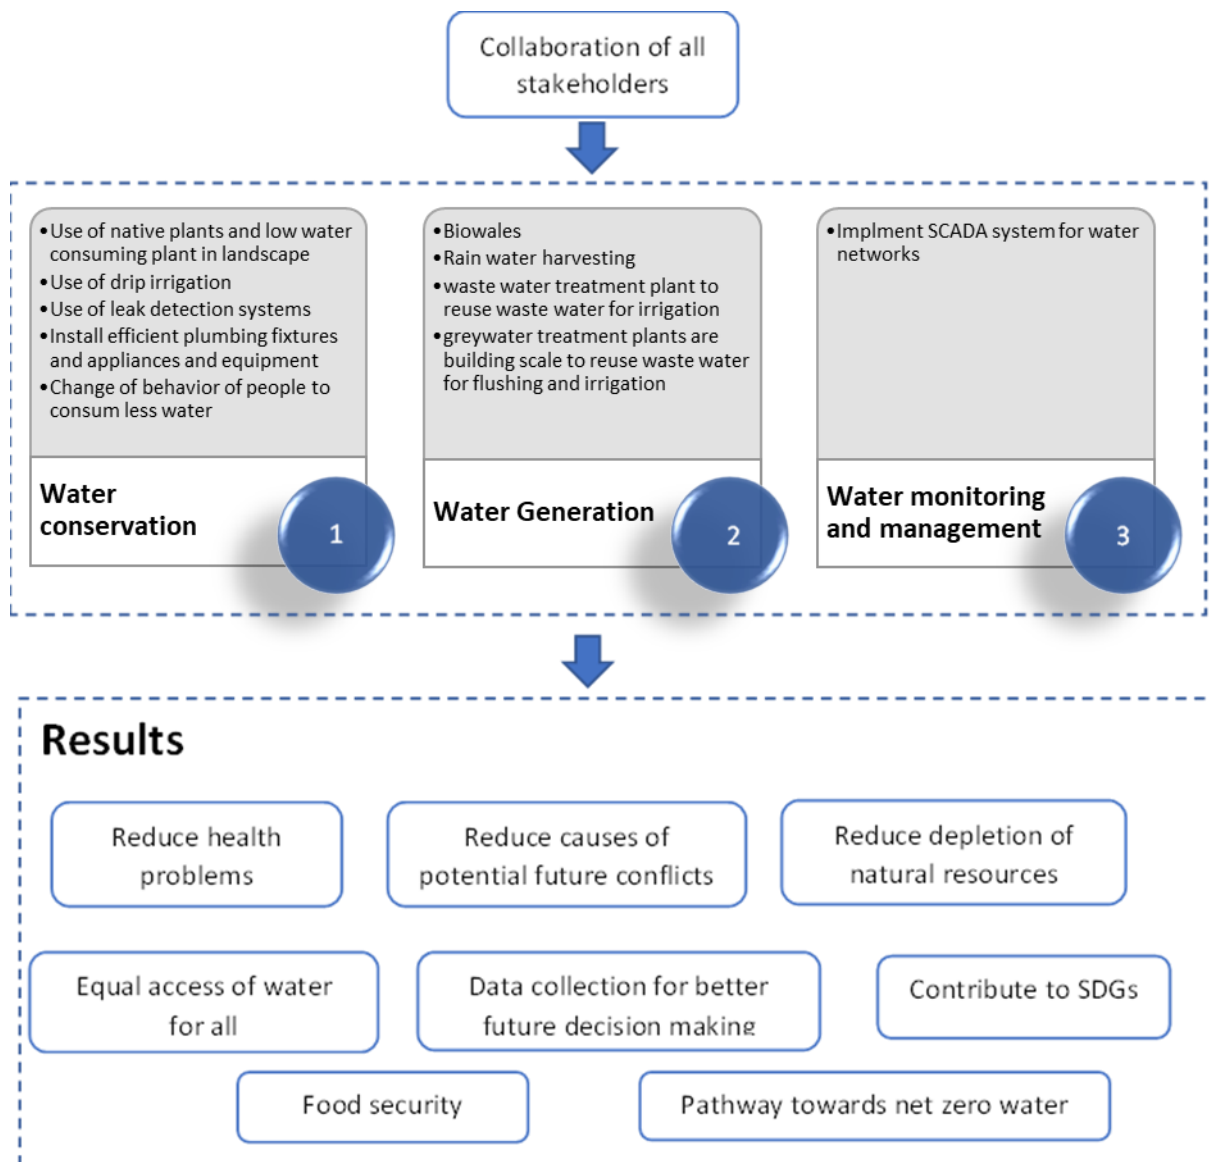 Collaboration of all
stakeholders
•Use of native plants and low water
consuming plant in landscape
•Use of drip irrigation
•Use of leak detection systems
•Install efficient plumbing fixtures
and appliances and equipment
•Change of behavior of people to
consum less water
Water
conservation
1
•Biowales
•Rain water harvesting
•waste water treatment plant to
reuse waste water for irrigation
•greywater treatment plants are
building scale to reuse waste water
for flushing and irrigation
Water Generation
2
•Implment SCADA system for water
networks
Water monitoring
and management
3
Results
Reduce health
problems
Reduce causes of
potential future conflicts
Reduce depletion of
natural resources
Equal access of water
for all
Data collection for better
future decision making
Contribute to SDGs
Food security
Pathway towards net zero water